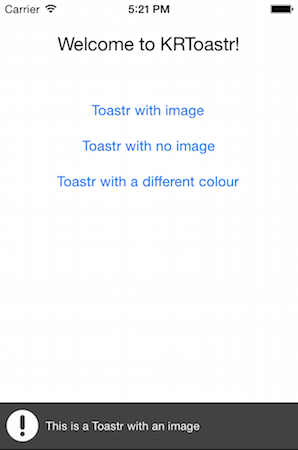 Carrier 5:21 PM
Welcome to KRToastr!
Toastr with image
Toastr with no image
Toastr with a different colour
This is a Toastr with an image